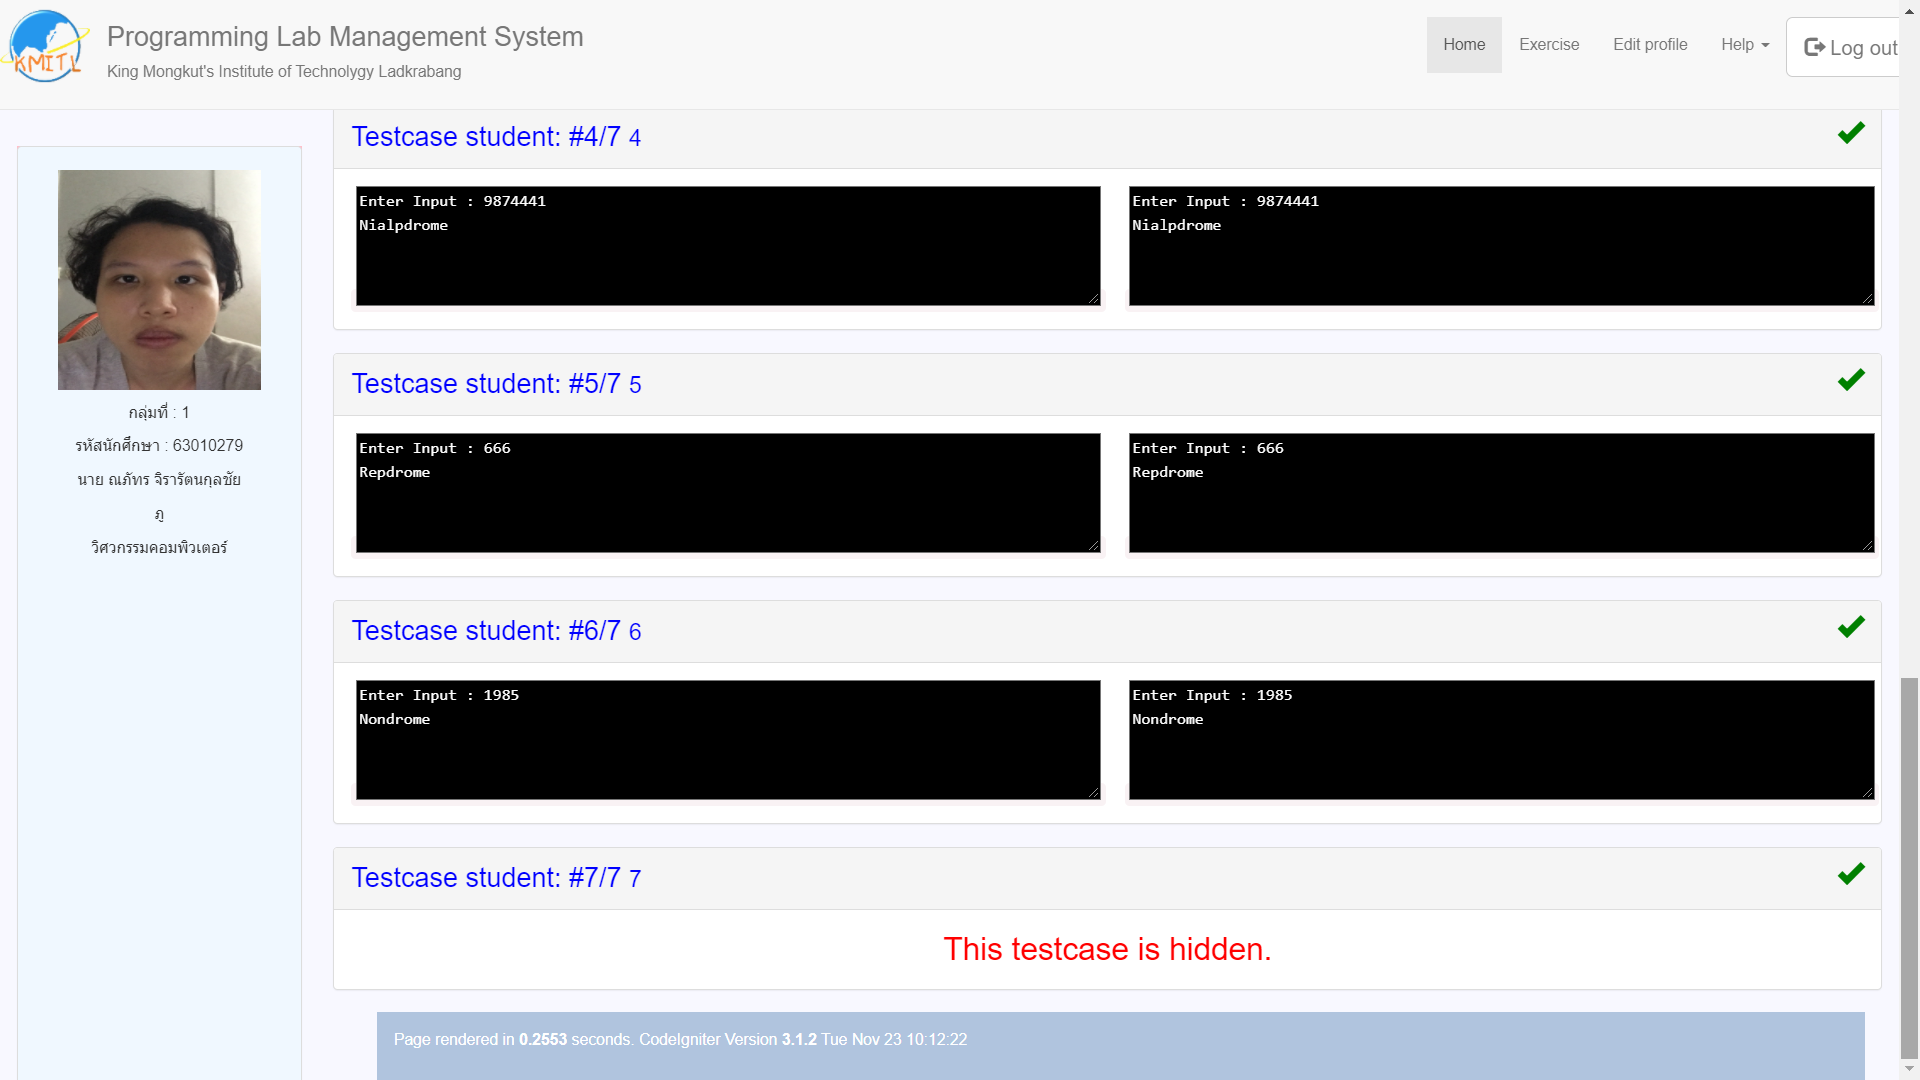 KMITL
Programming Lab Management System
King Mongkut's Institute of Technolygy Ladkrabang
Home Exercise Edit profile Help Log out
กลุ่มที่ : 1
รหัสนักศึกษา : 63010279
นาย ณภัทร จิรารัตนกุลชัย
ภู
วิศวกรรมคอมพิวเตอร์
Testcase student: #4/7 4
Enter Input : 9874441
Nialpdrome
Enter Input : 9874441
Nialpdrome
Testcase student: #5/7 5
Enter Input : 666
Repdrome
Enter Input : 666
Repdrome
Testcase student: #6/7 6
Enter Input : 1985
Nondrome
Enter Input : 1985
Nondrome
Testcase student: #7/7 7
This testcase is hidden.
Page rendered in 0.2553 seconds. CodeIgniter Version 3.1.2 Tue Nov 23 10:12:22